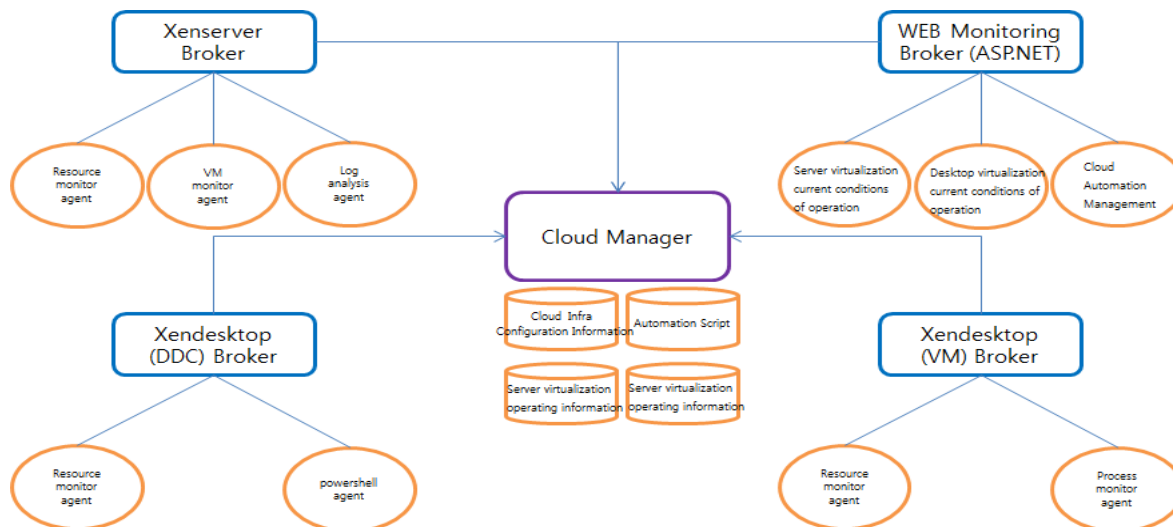 Xenserver
Broker
WEB Monitoring
Broker (ASP.NET)
Resource
monitor
agent
VM
monitor
agent
Log
analysis
agent
Server virtualization
current conditions
of operation
Desktop virtualization
current conditions of
operation
Cloud
Automation
Management
Cloud Manager
Cloud Infra
Configuration Information
Automation Script
Server virtualization
operating information
Server virtualization
operating information
Xendesktop
(DDC) Broker
Xendesktop
(VM) Broker
Resource
monitor
agent
powershell
agent
Resource
monitor
agent
Process
monitor
agent